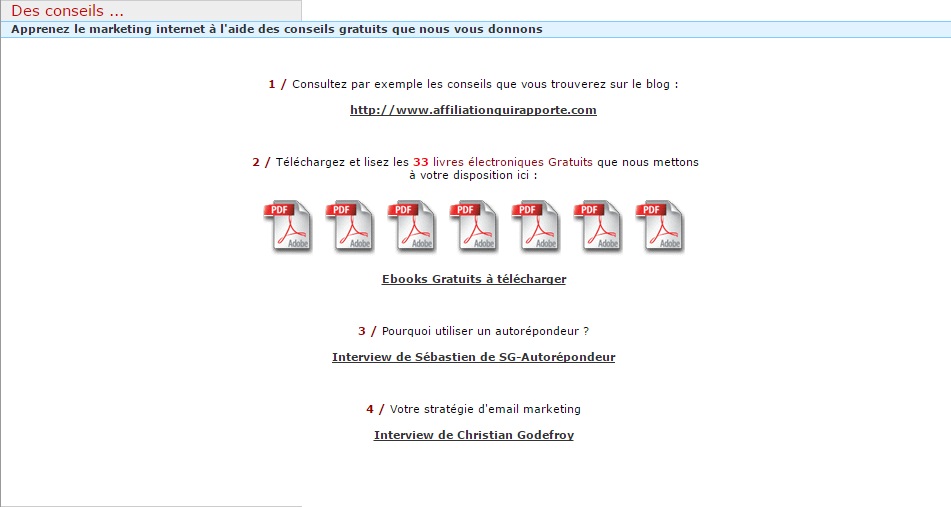 Des conseils ...
Apprenez le marketing internet à l'aide des conseils gratuits que nous vous donnons
1 / Consultez par exemple les conseils que vous trouverez sur le blog :
http://www.affiliationquirapporte.com
2 / Téléchargez et lisez les 33 livres électroniques Gratuits que nous mettons
à votre disposition ici :
PDF PDF PDF PDF PDF PDF PDF
Adobe Adobe Adobe Adobe Adobe Adobe Adobe
Ebooks Gratuits à télécharger
3 / Pourquoi utiliser un autorépondeur ?
Interview de Sébastien de SG-Autorépondeur
4 / Votre stratégie d'email marketing
Interview de Christian Godefroy